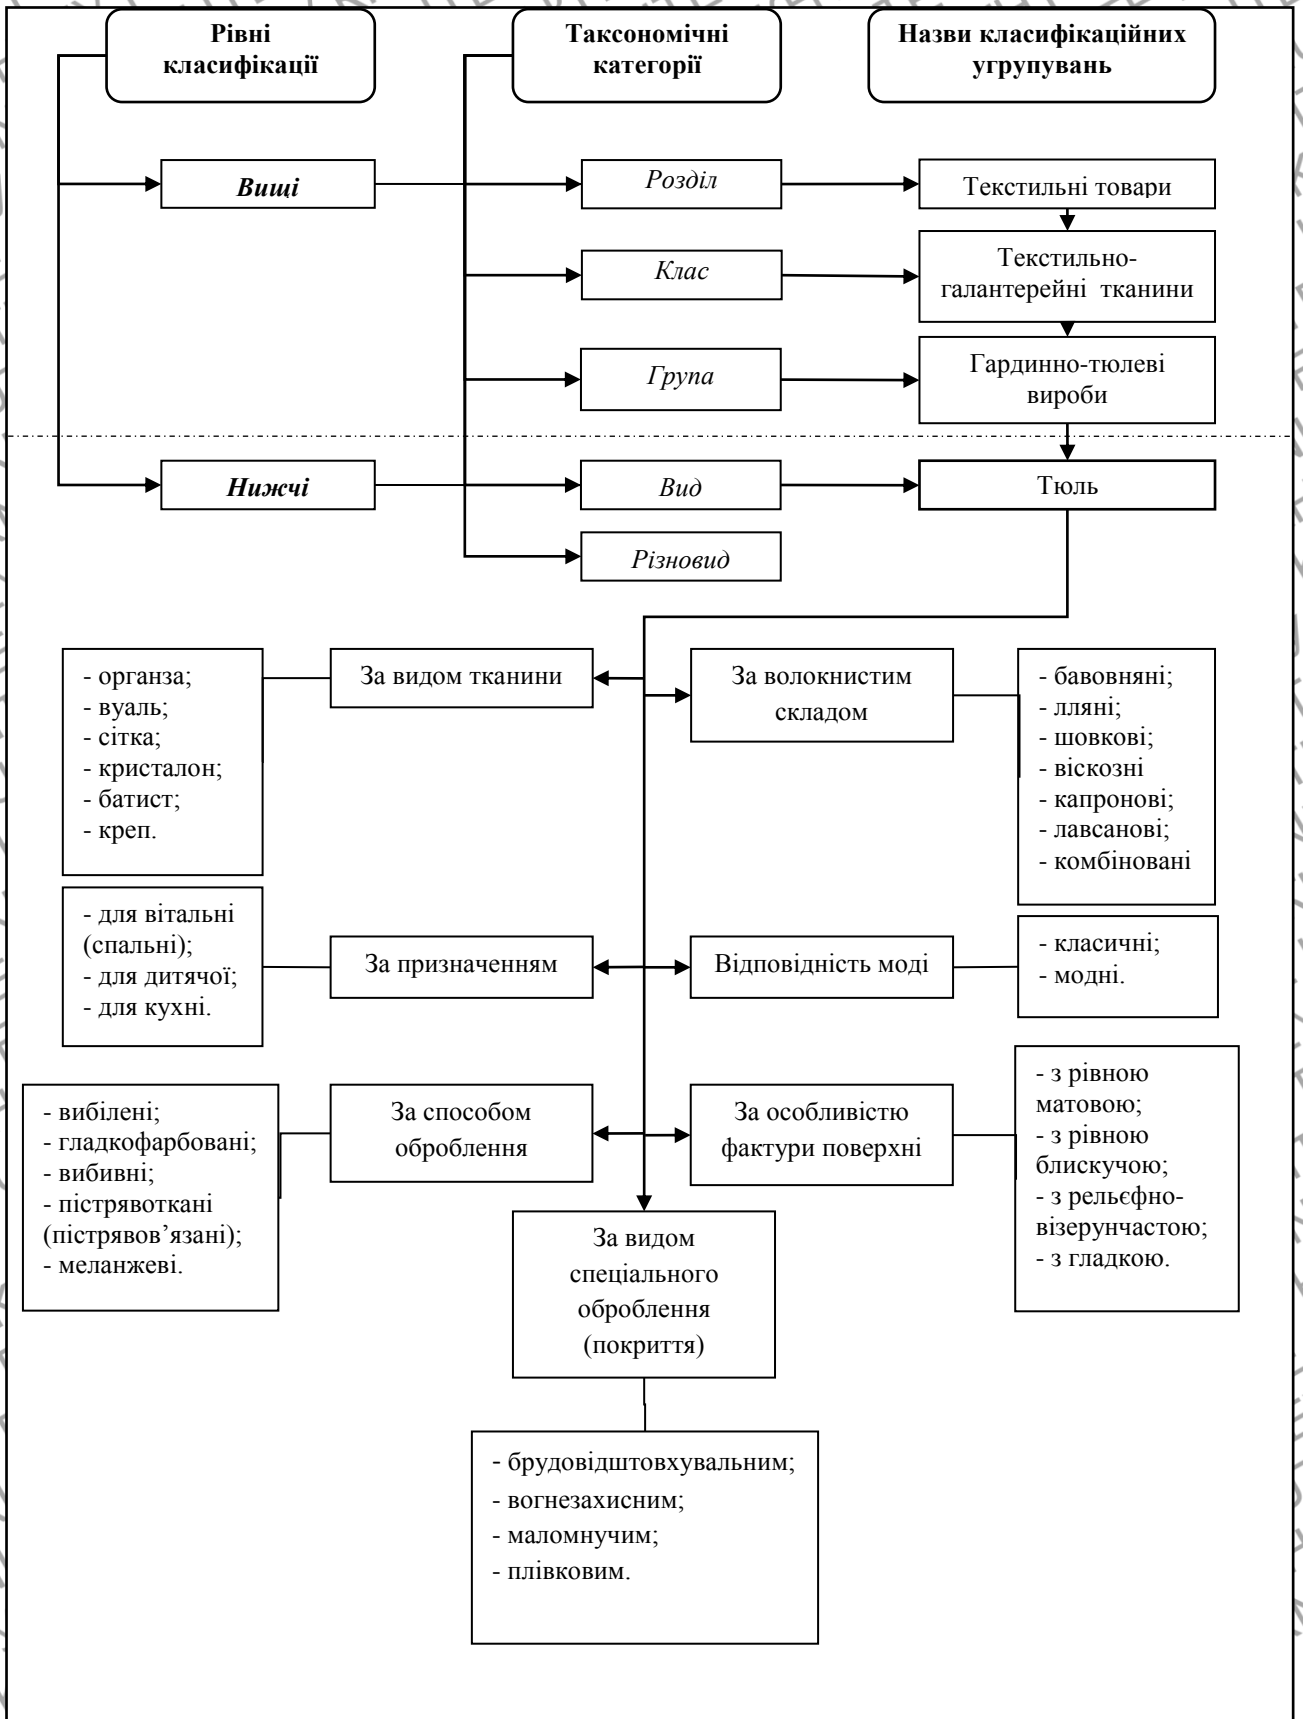 Рівні
класифікації
Таксономічні
категорії
Назви класифікаційних
угрупувань
Вищі
Розділ
Текстильні товари
Клас
Текстильно-
галантерейні тканини
Група
Гардинно-тюлеві
вироби
Нижчі
Вид
Тюль
Різновид
- органза;
- вуаль;
- сітка;
- кристалон;
- батист;
- креп.
За видом тканини
За волокнистим
складом
- бавовняні;
- лляні;
- шовкові;
- віскозні
- капронові;
- лавсанові;
- комбіновані
- для вітальні
(спальні);
- для дитячої;
- для кухні.
За призначенням
Відповідність моді
- класичні;
- модні.
- вибілені;
- гладкофарбовані;
- вибивні;
- пістрявоткані
(пістрявов’язані);
- меланжеві.
За способом
оброблення
За особливістю
фактури поверхні
- з рівною
матовою;
- з рівною
блискучою;
- з рельєфно-
візерунчастою;
- з гладкою.
За видом
спеціального
оброблення
(покриття)
- брудовідштовхувальним;
- вогнезахисним;
- маломнучим;
- плівковим.